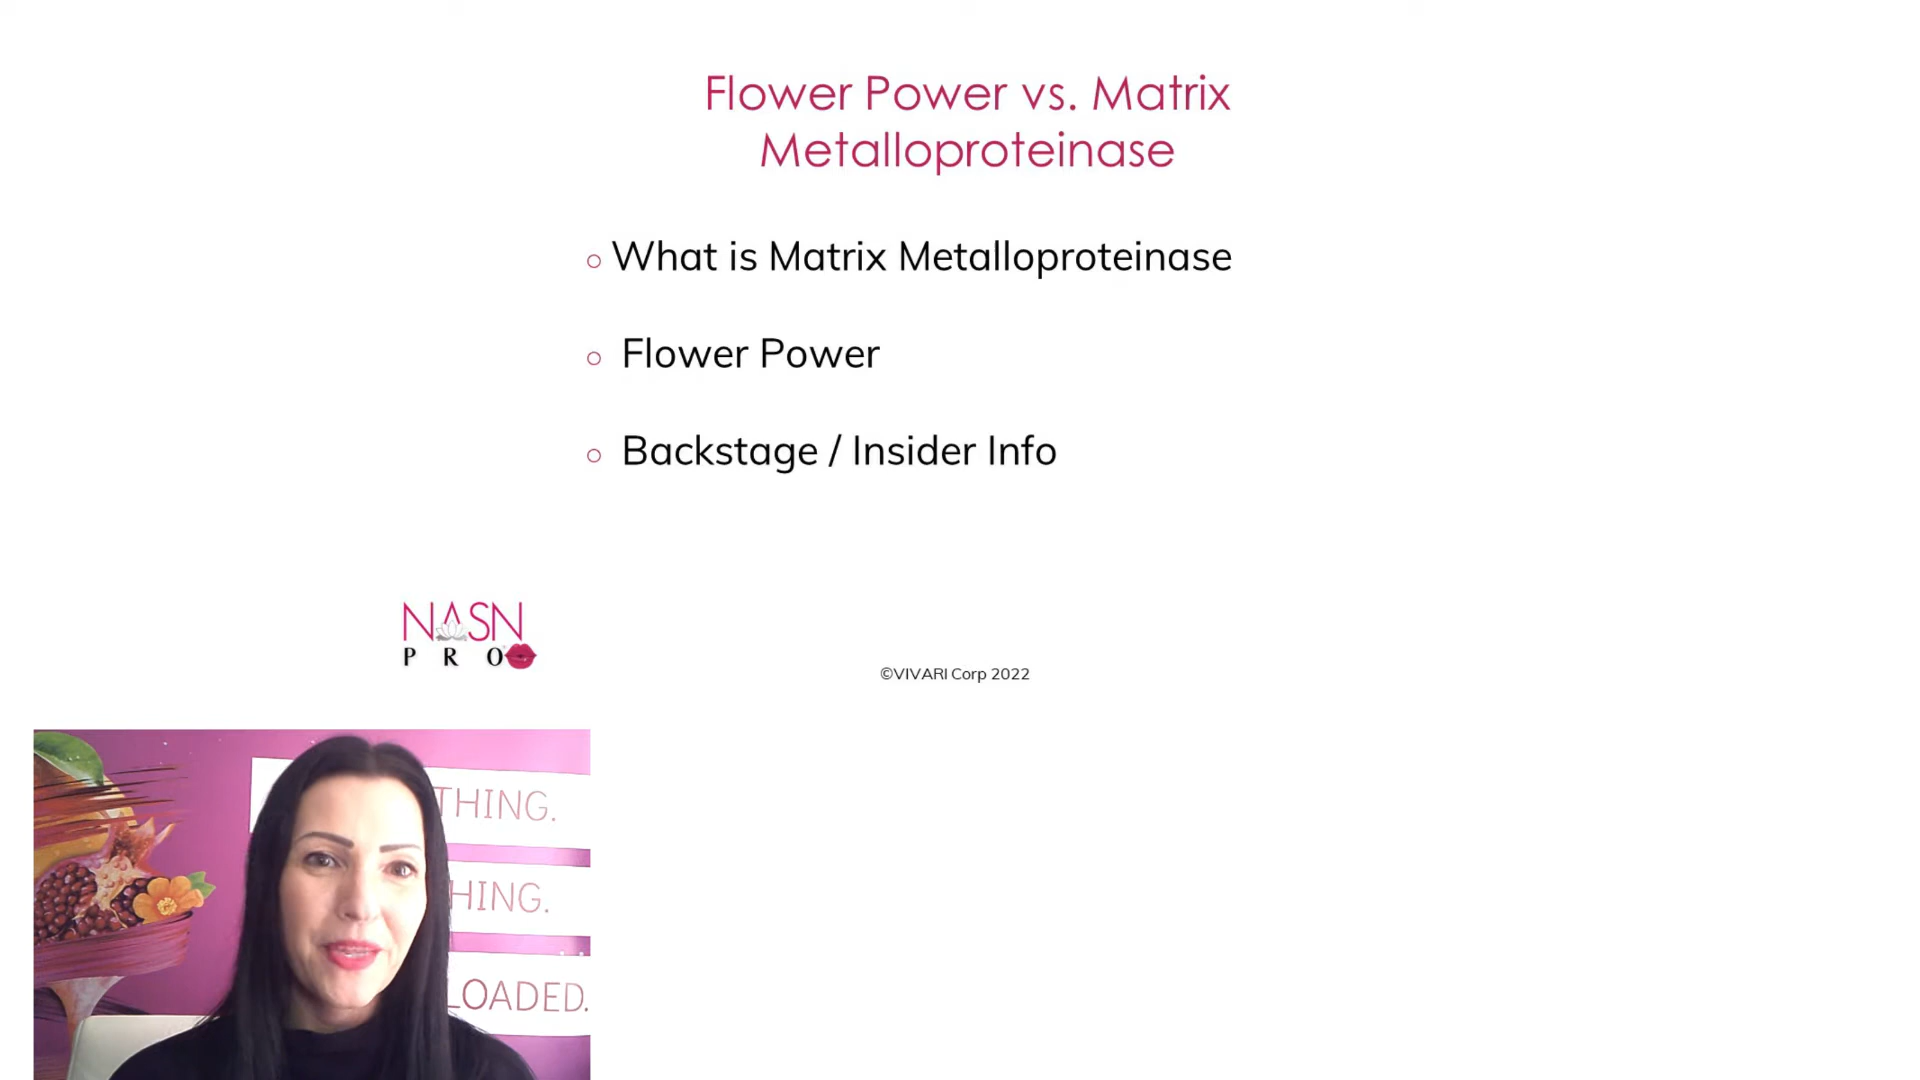 Flower Power vs. Matrix
Metalloproteinase
What is Matrix Metalloproteinase
Flower Power
Backstage / Insider Info
NASN
PRO
©VIVARI Corp 2022
THING.
HING.
LOADED.